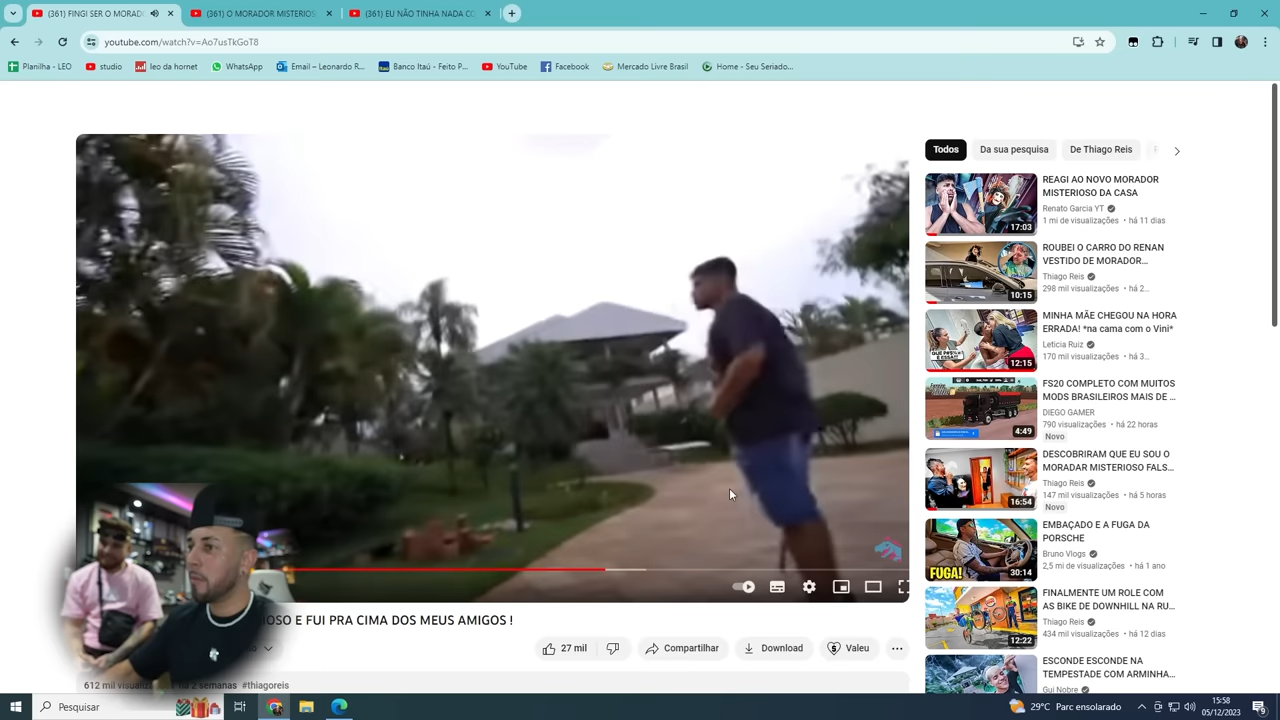 (361) FINGI SER O MORAD
(361) O MORADOR MISTERIOS
(361) EU NÃO TINHA NADA CO
youtube.com/watch?v=Ao7usTkGoT8
Planilha - LEO
studio
leo da hornet
WhatsApp
Email – Leonardo R...
Banco Itaú - Feito P...
YouTube
Facebook
Mercado Livre Brasil
Home - Seu Seriado...
Todos
Da sua pesquisa
De Thiago Reis
REAGI AO NOVO MORADOR
MISTERIOSO DA CASA
Renato Garcia YT
1 mi de visualizações • há 11 dias
17:03
ROUBEI O CARRO DO RENAN
VESTIDO DE MORADOR...
Thiago Reis
298 mil visualizações • há 2...
10:15
MINHA MÃE CHEGOU NA HORA
ERRADA! *na cama com o Vini*
Leticia Ruiz
170 mil visualizações • há 3...
12:15
FS20 COMPLETO COM MUITOS
MODS BRASILEIROS MAIS DE ...
DIEGO GAMER
790 visualizações • há 22 horas
Novo
4:49
DESCOBRIRAM QUE EU SOU O
MORADAR MISTERIOSO FALS...
Thiago Reis
147 mil visualizações • há 5 horas
Novo
16:54
EMBAÇADO E A FUGA DA
PORSCHE
Bruno Vlogs
2,5 mi de visualizações • há 1 ano
FUGA!
30:14
FINALMENTE UM ROLE COM
AS BIKE DE DOWNHILL NA RU...
Thiago Reis
434 mil visualizações • há 12 dias
12:22
ESCONDE ESCONDE NA
TEMPESTADE COM ARMINHA...
Gui Nobre
OSO E FUI PRA CIMA DOS MEUS AMIGOS !
27 mil
Compartilhar
Download
Valeu
612 mil visualiz
há 2 semanas #thiagoreis
Pesquisar
29°C Parc ensolarado
15:58
05/12/2023